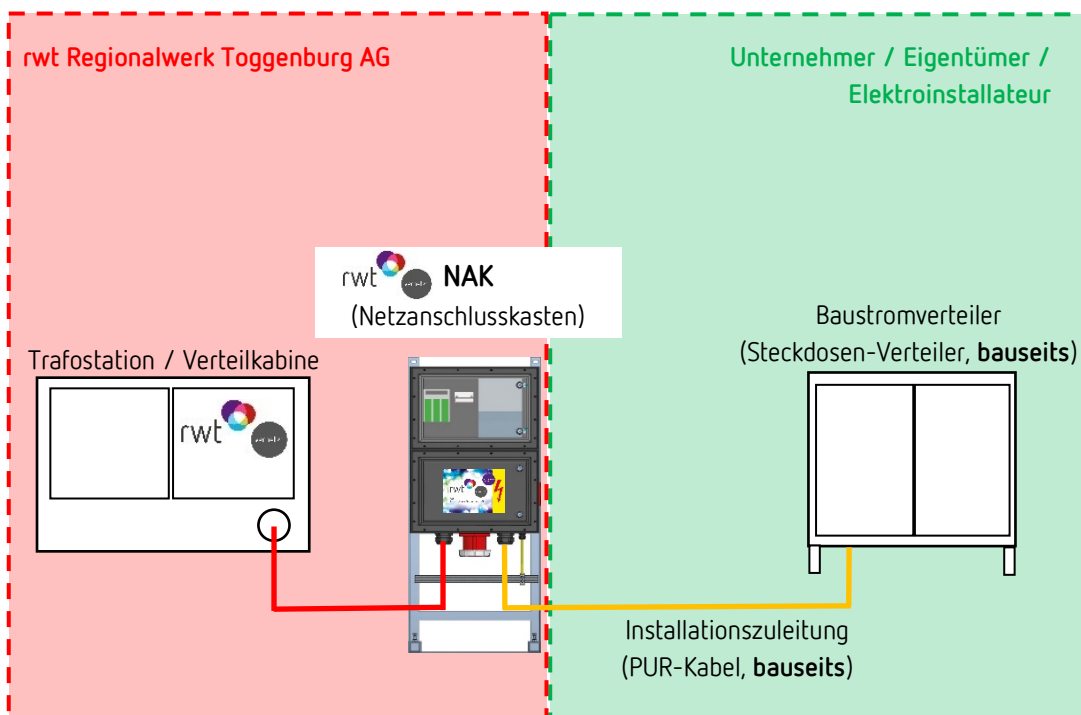 rwt Regionalwerk Toggenburg AG
Unternehmer / Eigentümer /
Elektroinstallateur
rwt NAK
(Netzanschlusskasten)
Trafostation / Verteilkabine
rwt
Baustromverteiler
(Steckdosen-Verteiler, bauseits)
rwt
Installationszuleitung
(PUR-Kabel, bauseits)